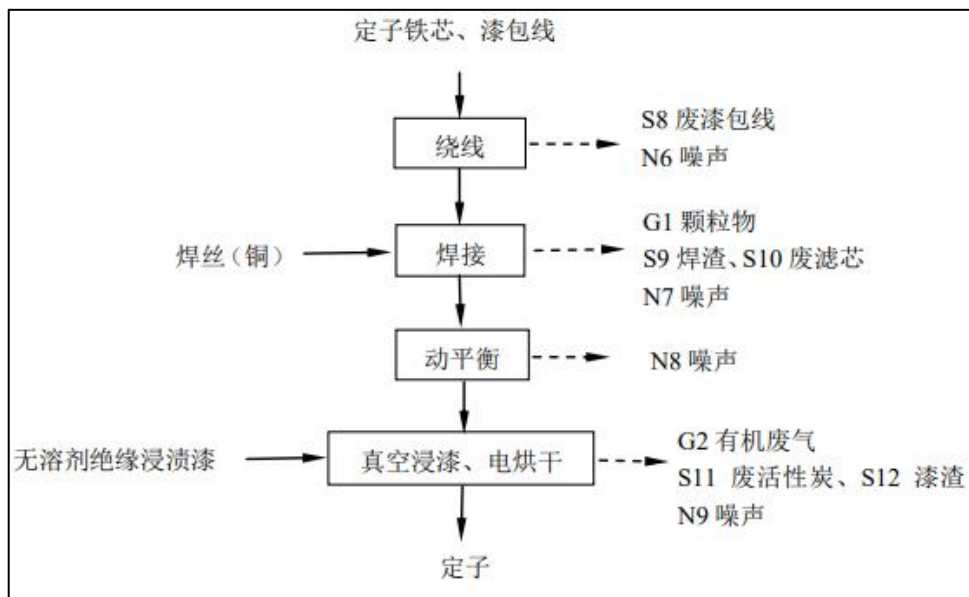 定子铁芯、漆包线
绕线
S8 废漆包线
N6 噪声
焊丝（铜）
焊接
G1 颗粒物
S9 焊渣、S10 废滤芯
N7 噪声
动平衡
N8 噪声
无溶剂绝缘浸渍漆
真空浸漆、电烘干
G2 有机废气
S11 废活性炭、S12 漆渣
N9 噪声
定子